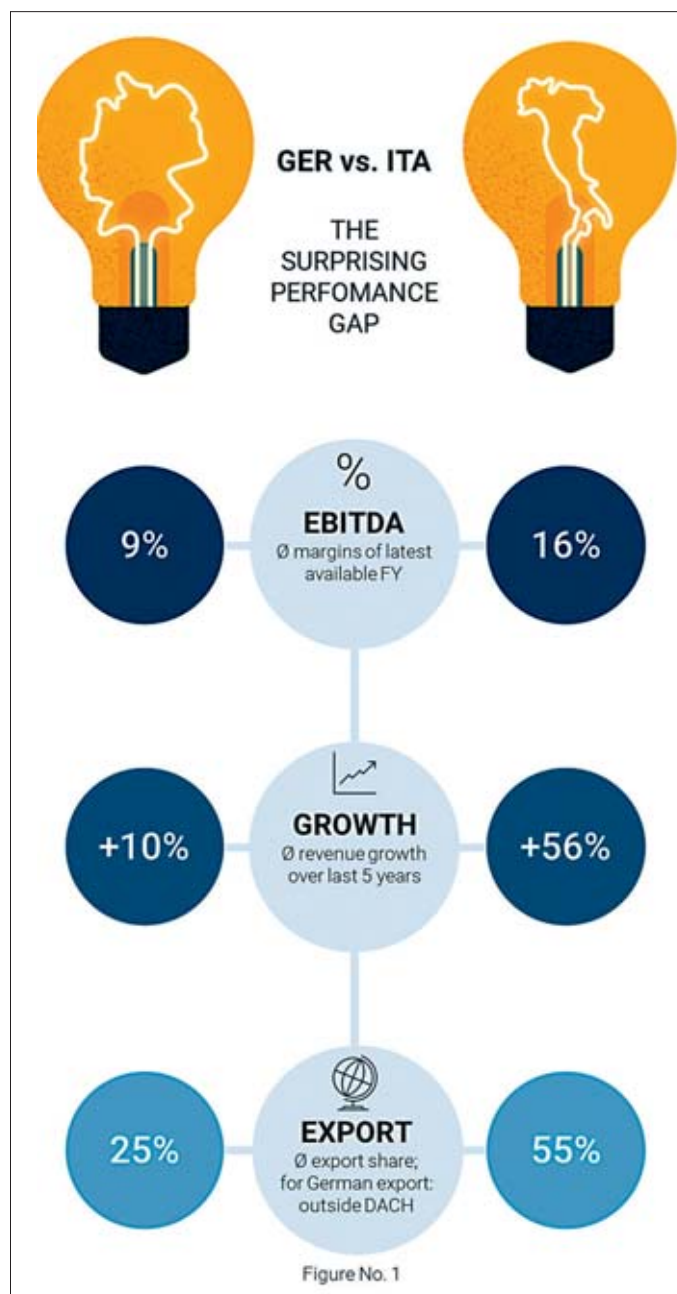 GER vs. ITA
THE
SURPRISING
PERFOMANCE
GAP
%
EBITDA
Ø margins of latest
available FY
9%
16%
GROWTH
Ø revenue growth
over last 5 years
+10%
+56%
EXPORT
Ø export share;
for German export:
outside DACH
25%
55%
Figure No. 1